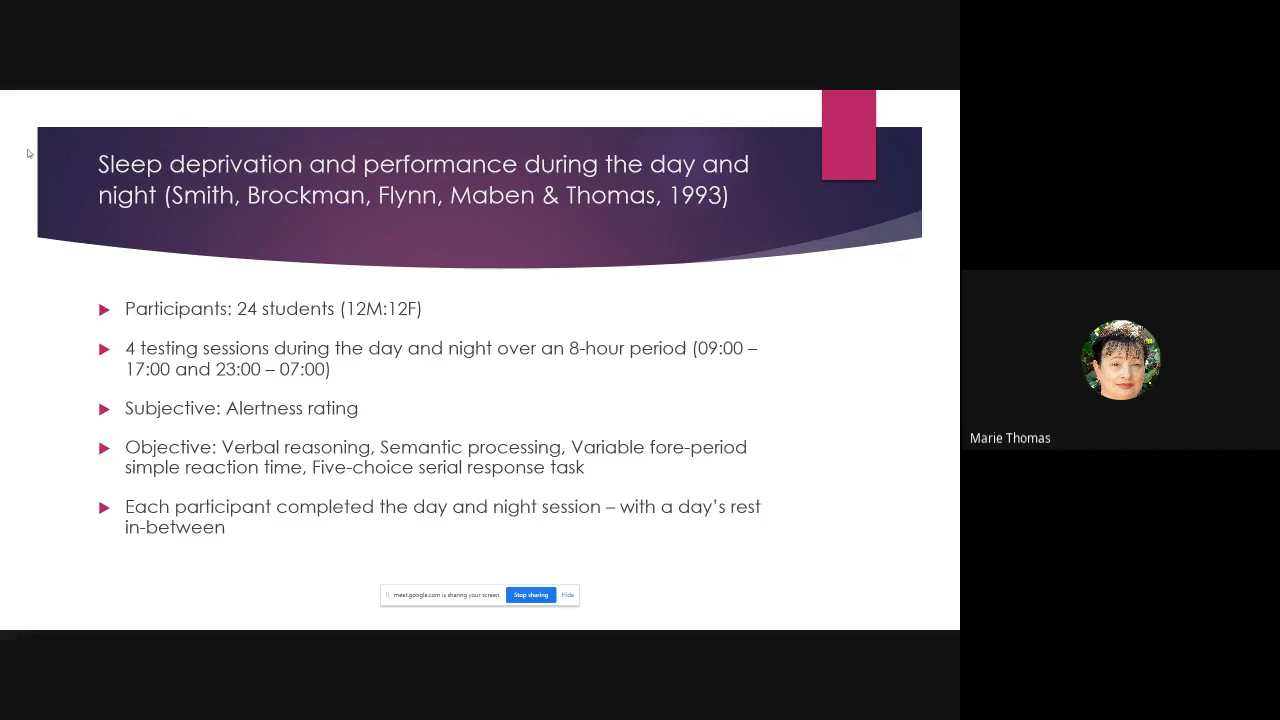 Sleep deprivation and performance during the day and
night (Smith, Brockman, Flynn, Maben & Thomas, 1993)
Participants: 24 students (12M:12F)
4 testing sessions during the day and night over an 8-hour period (09:00 –
17:00 and 23:00 – 07:00)
Subjective: Alertness rating
Objective: Verbal reasoning, Semantic processing, Variable fore-period
simple reaction time, Five-choice serial response task
Each participant completed the day and night session – with a day’s rest
in-between
meet.google.com is sharing your screen. Stop sharing Hide
Marie Thomas